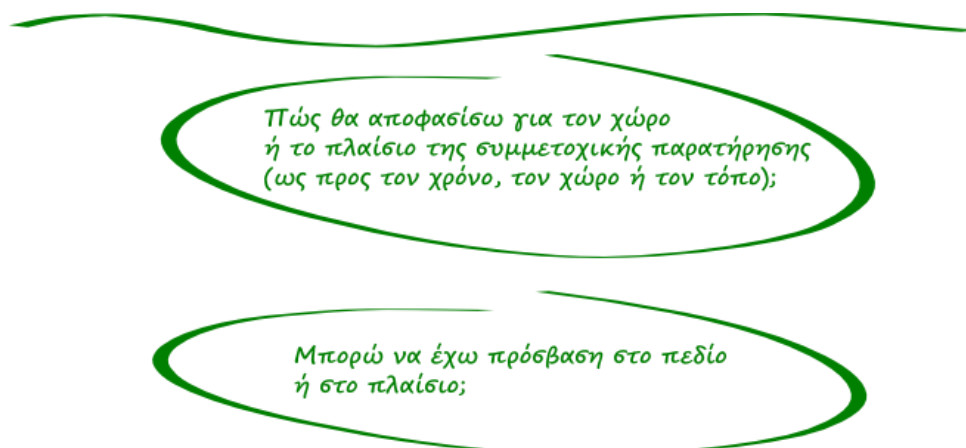 Πώς θα αποφασίσω για τον χώρο
ή το πλαίσιο της συμμετοχικής παρατήρησης
(ως προς τον χρόνο, τον χώρο ή τον τόπο);
Μπορώ να έχω πρόσβαση στο πεδίο
ή στο πλαίσιο;